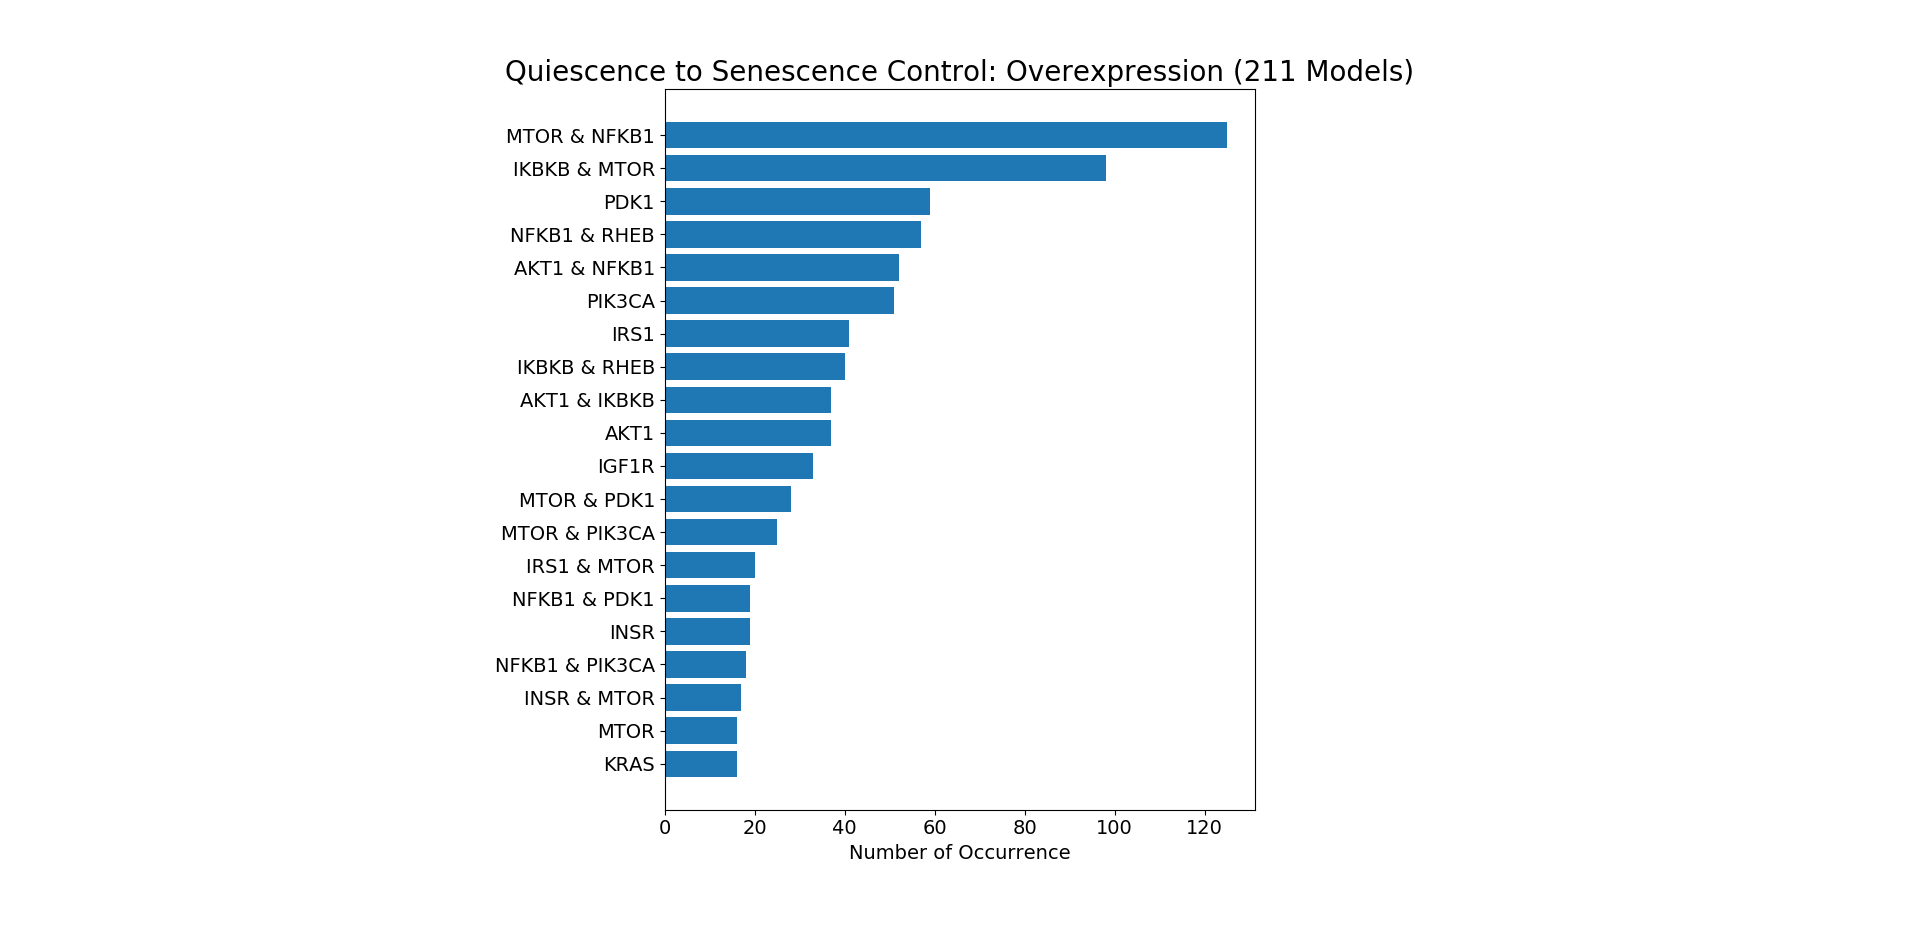 Quiescence to Senescence Control: Overexpression (211 Models)
MTOR & NFKB1
IKBKB & MTOR
PDK1
NFKB1 & RHEB
AKT1 & NFKB1
PIK3CA
IRS1
IKBKB & RHEB
AKT1 & IKBKB
AKT1
IGF1R
MTOR & PDK1
MTOR & PIK3CA
IRS1 & MTOR
NFKB1 & PDK1
INSR
NFKB1 & PIK3CA
INSR & MTOR
MTOR
KRAS
0 20 40 60 80 100 120
Number of Occurrence